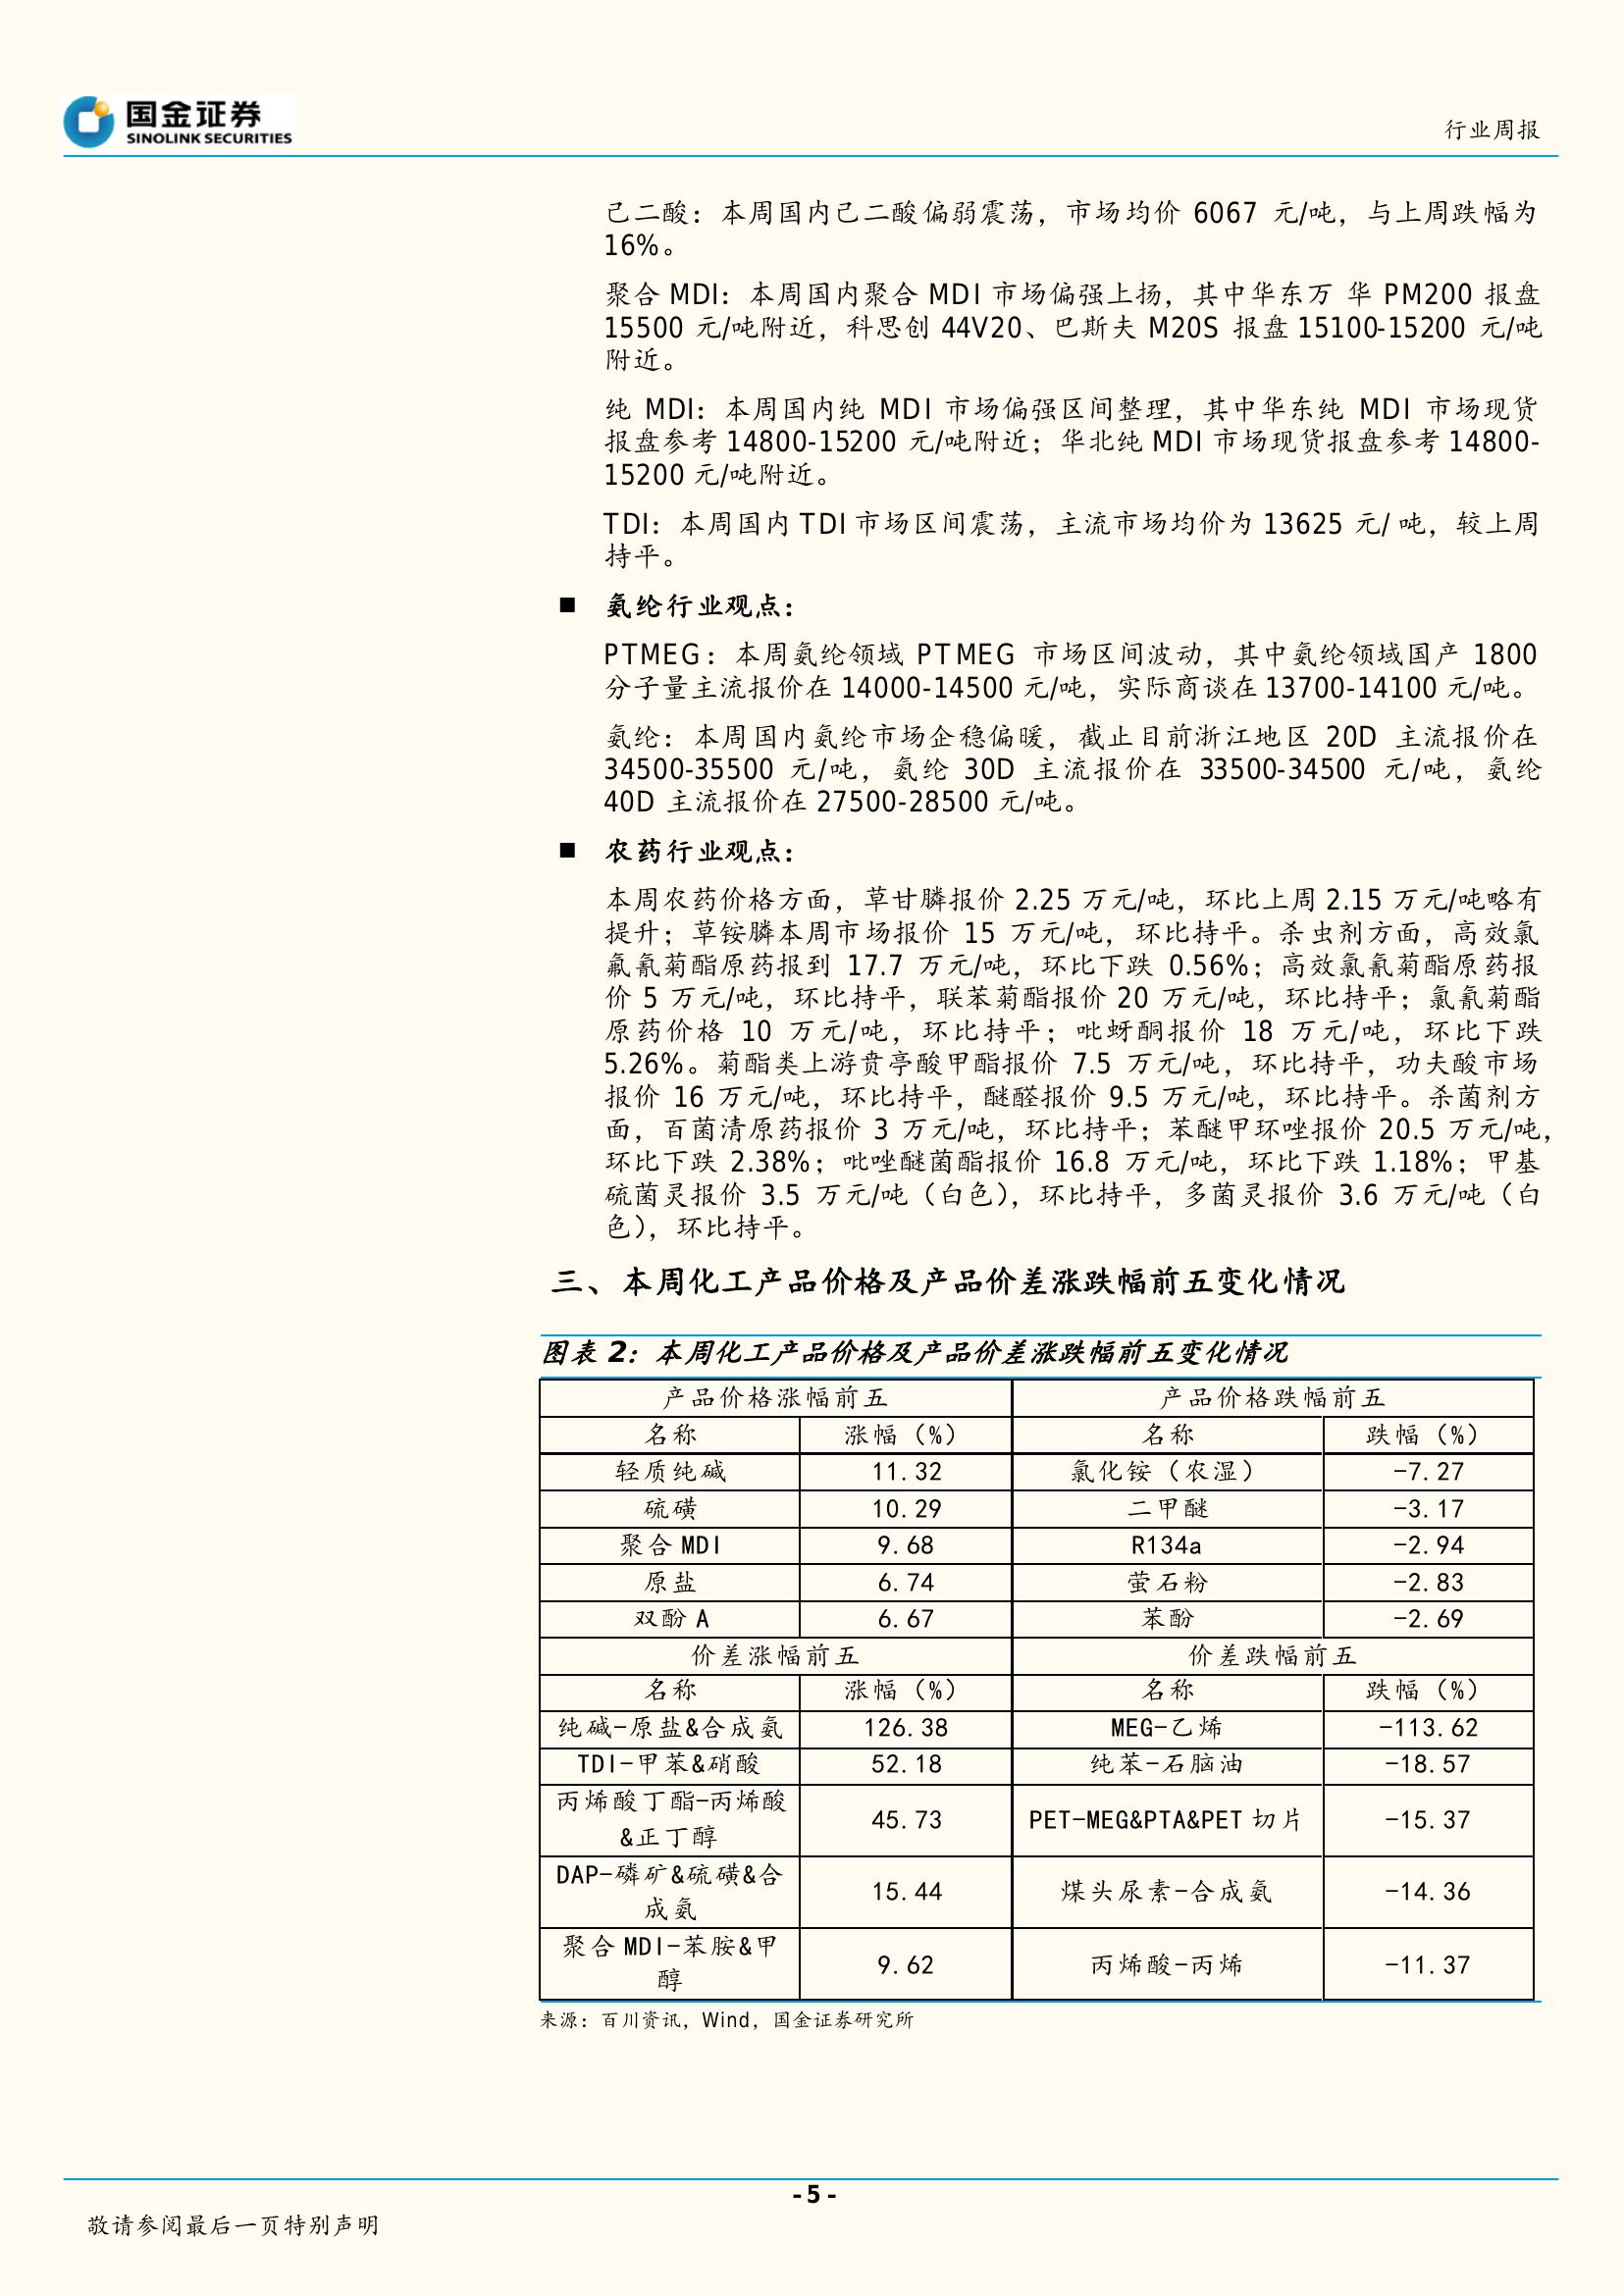 国金证券
SINOLINK SECURITIES
行业周报
己二酸：本周国内己二酸偏弱震荡，市场均价 6067 元/吨，与上周跌幅为
16%。
聚合 MDI：本周国内聚合 MDI 市场偏强上扬，其中华东万 华 PM200 报盘
15500 元/吨附近，科思创 44V20、巴斯夫 M20S 报盘 15100-15200 元/吨
附近。
纯 MDI：本周国内纯 MDI 市场偏强区间整理，其中华东纯 MDI 市场现货
报盘参考 14800-15200 元/吨附近；华北纯 MDI 市场现货报盘参考 14800-
15200 元/吨附近。
TDI：本周国内 TDI 市场区间震荡，主流市场均价为 13625 元/ 吨，较上周
持平。
■ 氨纶行业观点：
PTMEG：本周氨纶领域 PTMEG 市场区间波动，其中氨纶领域国产 1800
分子量主流报价在 14000-14500 元/吨，实际商谈在 13700-14100 元/吨。
氨纶：本周国内氨纶市场企稳偏暖，截止目前浙江地区 20D 主流报价在
34500-35500 元/吨，氨纶 30D 主流报价在 33500-34500 元/吨，氨纶
40D 主流报价在 27500-28500 元/吨。
■ 农药行业观点：
本周农药价格方面，草甘膦报价 2.25 万元/吨，环比上周 2.15 万元/吨略有
提升；草铵膦本周市场报价 15 万元/吨，环比持平。杀虫剂方面，高效氯
氟氰菊酯原药报到 17.7 万元/吨，环比下跌 0.56%；高效氯氰菊酯原药报
价 5 万元/吨，环比持平，联苯菊酯报价 20 万元/吨，环比持平；氯氰菊酯
原药价格 10 万元/吨，环比持平；吡蚜酮报价 18 万元/吨，环比下跌
5.26%。菊酯类上游贲亭酸甲酯报价 7.5 万元/吨，环比持平，功夫酸市场
报价 16 万元/吨，环比持平，醚醛报价 9.5 万元/吨，环比持平。杀菌剂方
面，百菌清原药报价 3 万元/吨，环比持平；苯醚甲环唑报价 20.5 万元/吨，
环比下跌 2.38%；吡唑醚菌酯报价 16.8 万元/吨，环比下跌 1.18%；甲基
硫菌灵报价 3.5 万元/吨（白色），环比持平，多菌灵报价 3.6 万元/吨（白
色），环比持平。
三、本周化工产品价格及产品价差涨跌幅前五变化情况
图表 2：本周化工产品价格及产品价差涨跌幅前五变化情况
产品价格涨幅前五 产品价格跌幅前五
名称 涨幅（%） 名称 跌幅（%）
轻质纯碱 11.32 氯化铵（农湿） -7.27
硫磺 10.29 二甲醚 -3.17
聚合 MDI 9.68 R134a -2.94
原盐 6.74 萤石粉 -2.83
双酚 A 6.67 苯酚 -2.69
价差涨幅前五 价差跌幅前五
名称 涨幅（%） 名称 跌幅（%）
纯碱-原盐&合成氨 126.38 MEG-乙烯 -113.62
TDI-甲苯&硝酸 52.18 纯苯-石脑油 -18.57
丙烯酸丁酯-丙烯酸
&正丁醇 45.73 PET-MEG&PTA&PET 切片 -15.37
DAP-磷矿&硫磺&合
成氨 15.44 煤头尿素-合成氨 -14.36
聚合 MDI-苯胺&甲
醇 9.62 丙烯酸-丙烯 -11.37
来源：百川资讯，Wind，国金证券研究所
- 5 -
敬请参阅最后一页特别声明